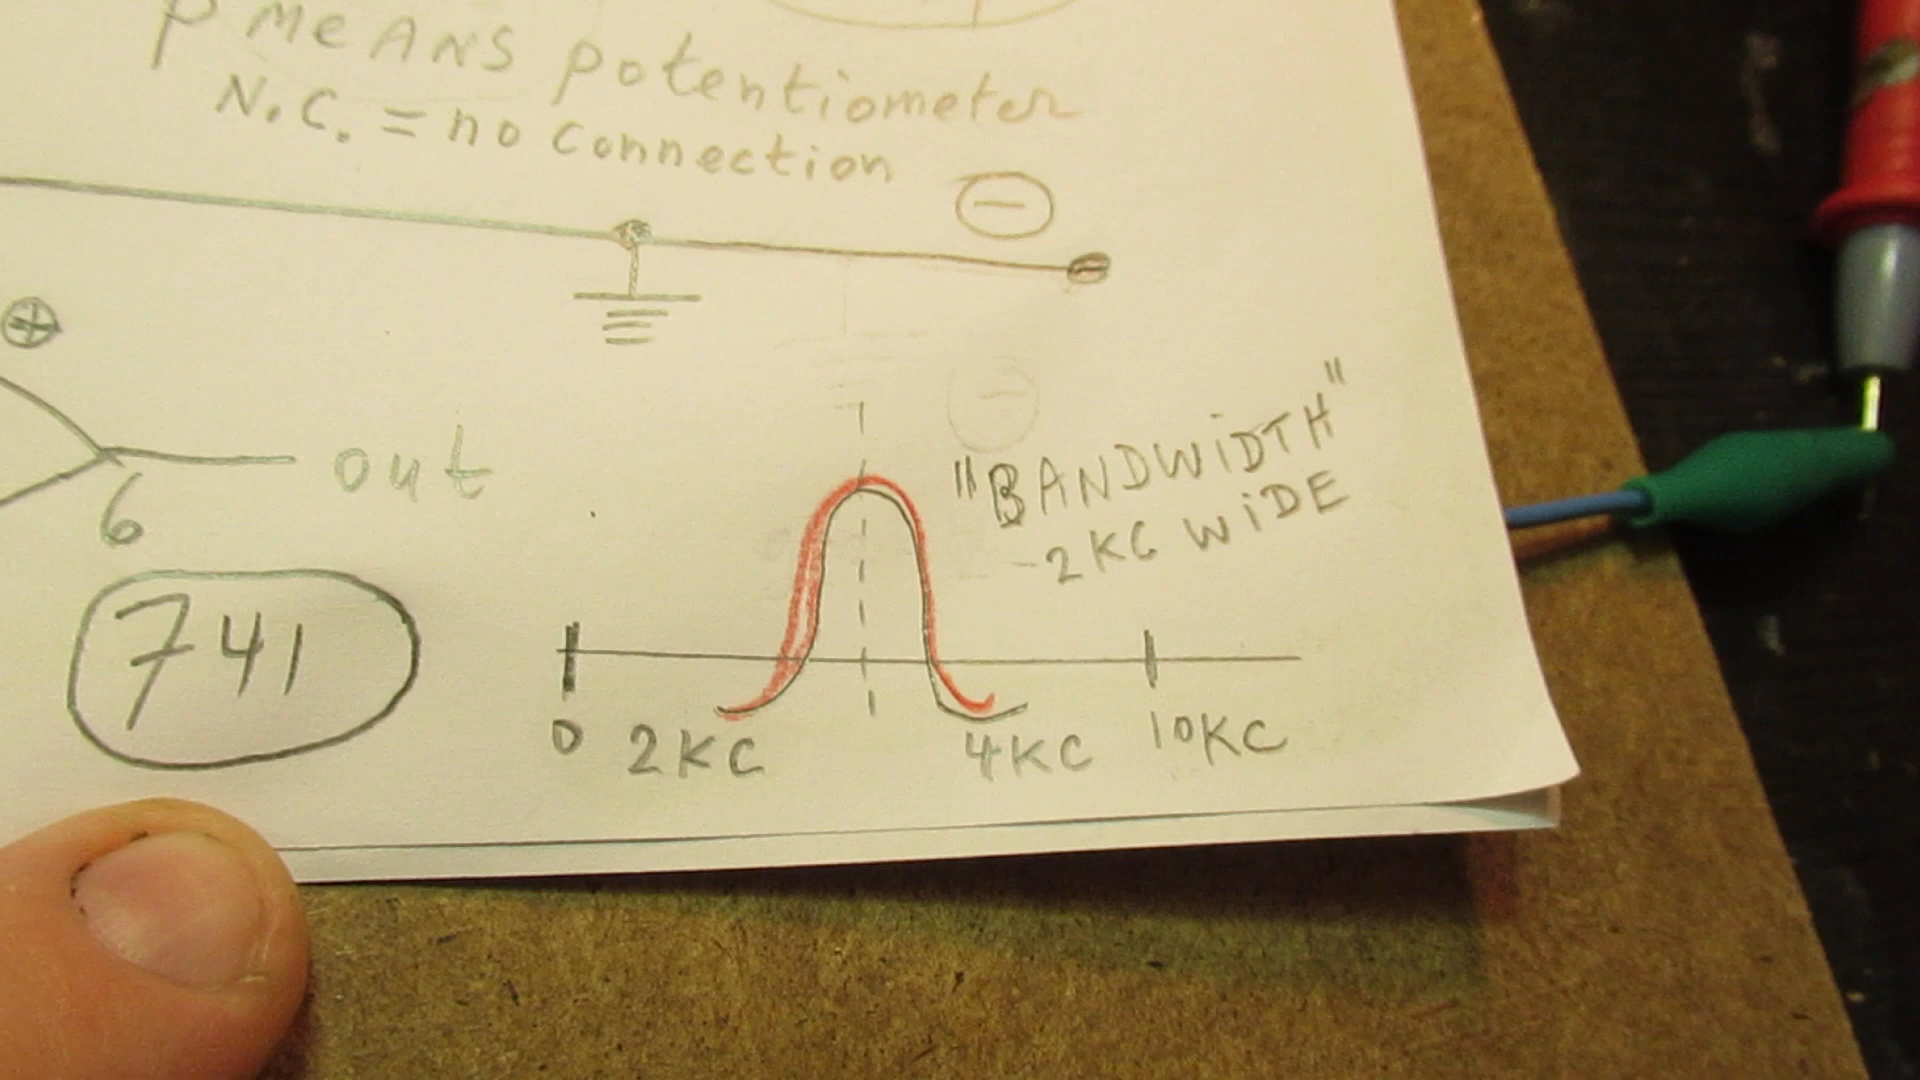 P MEANS potentiometer
N.C. = no connection
out
6
741
"BANDWiDTH"
-2KC WiDE
0 2KC 4KC 10KC